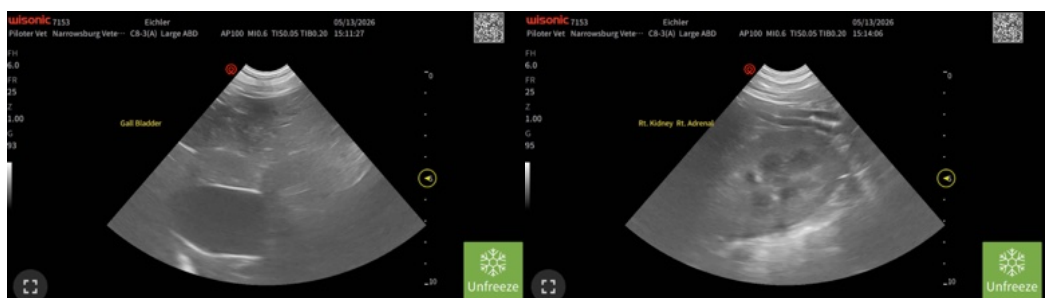 wisonic 7153 Eichler 05/13/2026
Piloter Vet Narrowsburg Vete··· C8-3(A) Large ABD AP100 MI0.6 TIS0.05 TIB0.20 15:11:27
FH
6.0
FR
25
Z
1.00
G
93
Gall Bladder
0
5
10
Unfreeze
wisonic 7153 Eichler 05/13/2026
Piloter Vet Narrowsburg Vete··· C8-3(A) Large ABD AP100 MI0.6 TIS0.05 TIB0.20 15:14:06
FH
6.0
FR
25
Z
1.00
G
95
Rt. Kidney Rt. Adrenal
0
5
10
Unfreeze